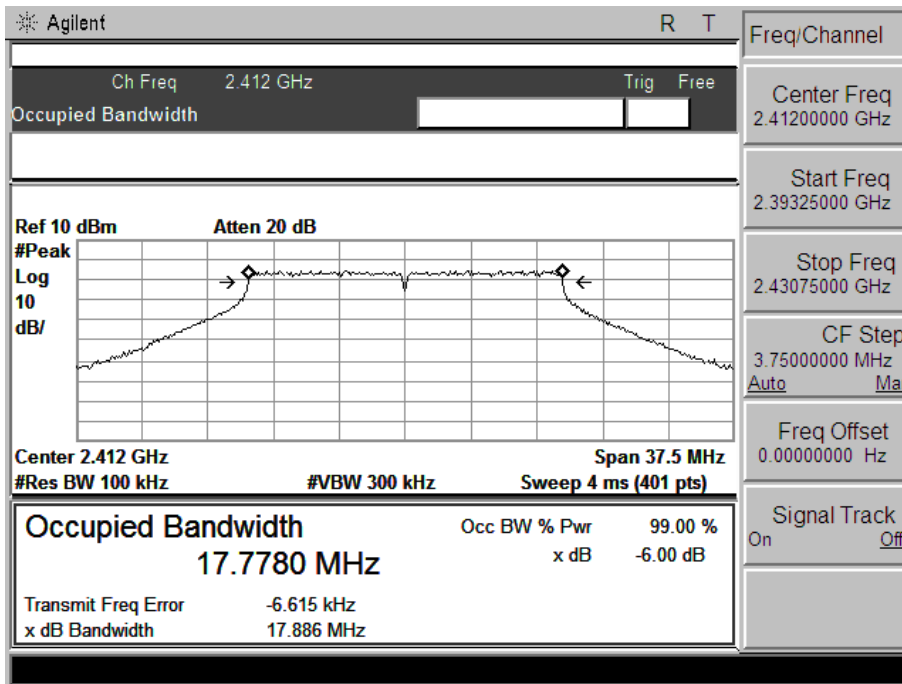 Agilent R T
Freq/Channel
Ch Freq 2.412 GHz Trig Free
Occupied Bandwidth
Center Freq
2.41200000 GHz
Start Freq
2.39325000 GHz
Stop Freq
2.43075000 GHz
CF Step
3.75000000 MHz
Auto Ma
Freq Offset
0.00000000 Hz
Signal Track
On Off
Ref 10 dBm Atten 20 dB
#Peak
Log
10
dB/
Center 2.412 GHz Span 37.5 MHz
#Res BW 100 kHz #VBW 300 kHz Sweep 4 ms (401 pts)
Occupied Bandwidth Occ BW % Pwr 99.00 %
17.7780 MHz x dB -6.00 dB
Transmit Freq Error -6.615 kHz
x dB Bandwidth 17.886 MHz